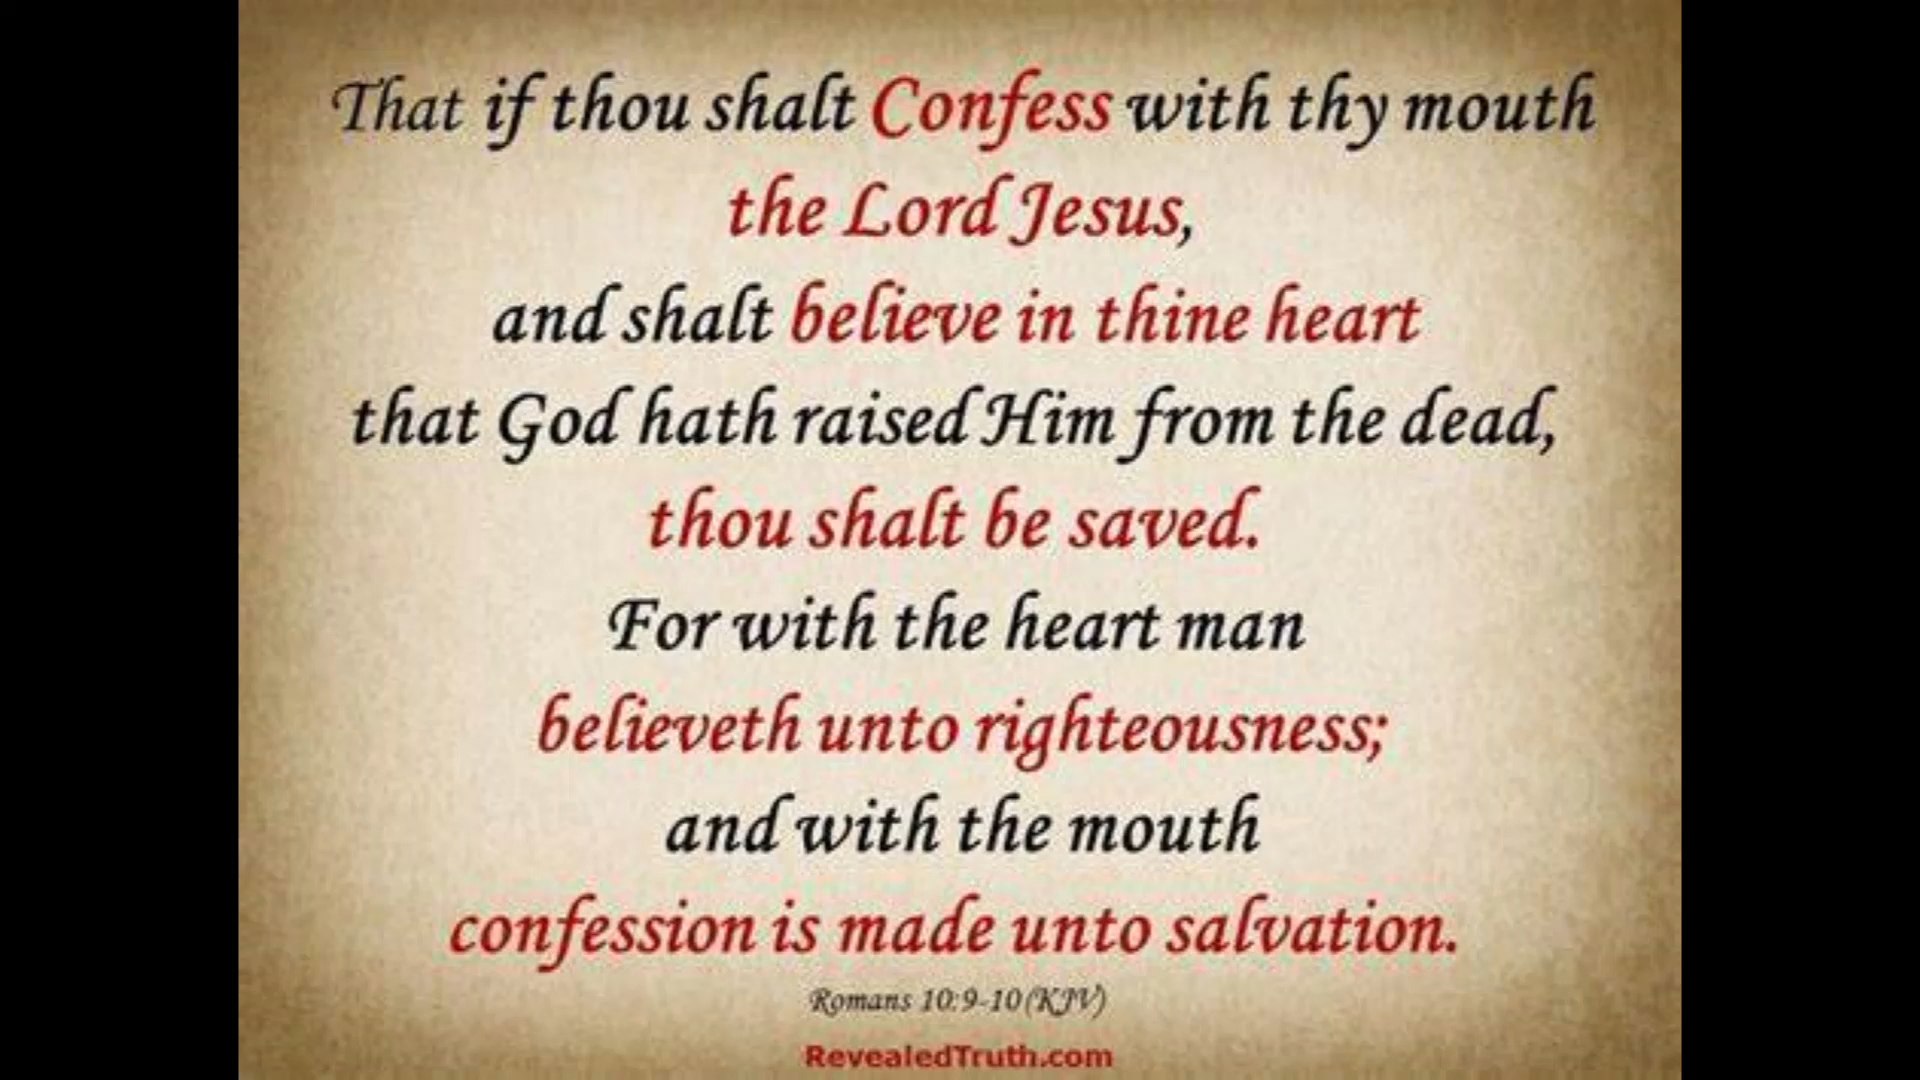 That if thou shalt Confess with thy mouth
the Lord Jesus,
and shalt believe in thine heart
that God hath raised Him from the dead,
thou shalt be saved.
For with the heart man
believeth unto righteousness;
and with the mouth
confession is made unto salvation.
Romans 10:9-10 (KJV)
RevealedTruth.com